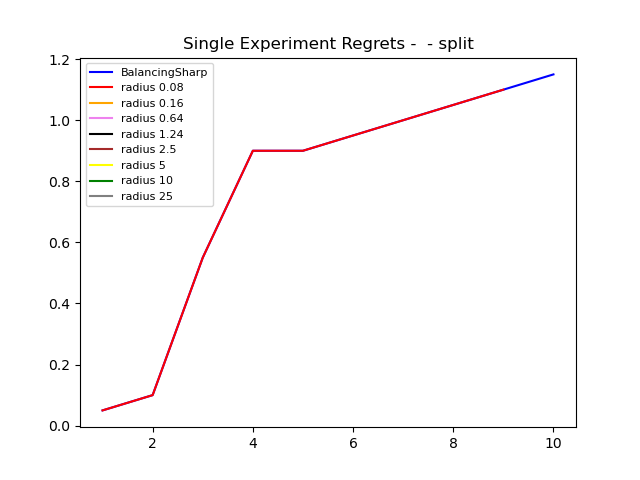 Single Experiment Regrets -  - split
BalancingSharp
radius 0.08
radius 0.16
radius 0.64
radius 1.24
radius 2.5
radius 5
radius 10
radius 25
1.2
1.0
0.8
0.6
0.4
0.2
0.0
2 4 6 8 10